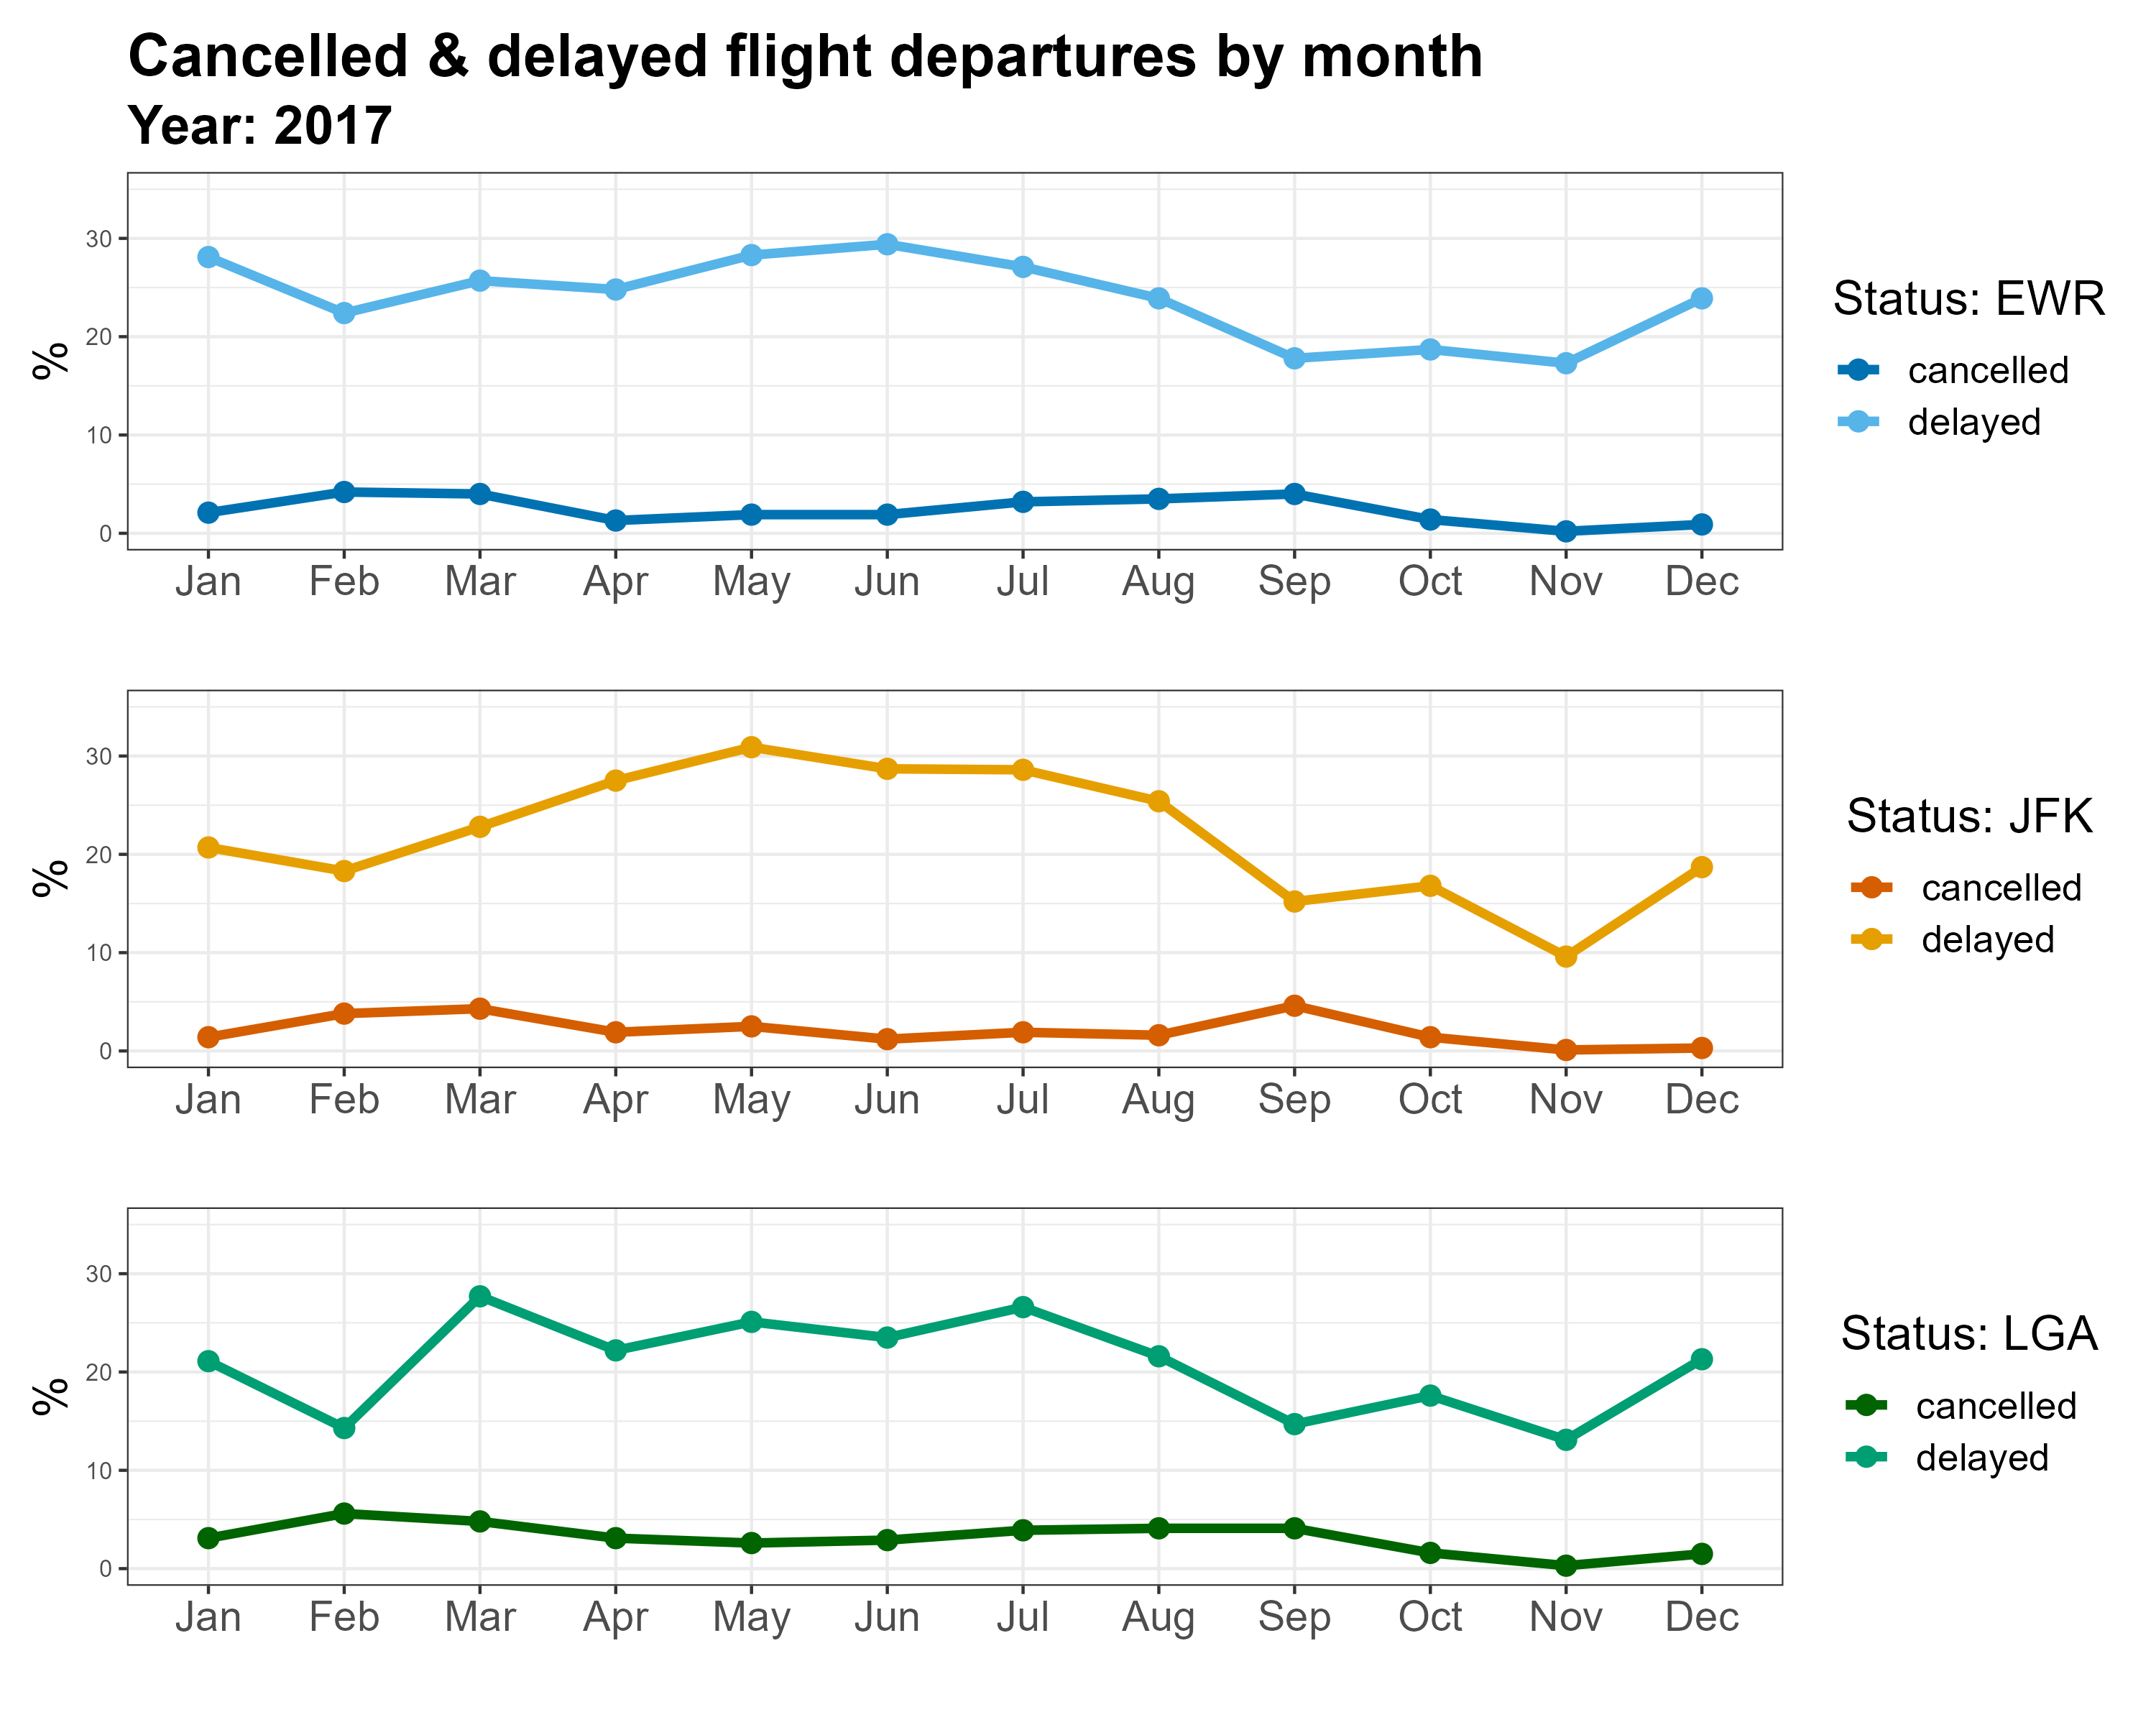 Cancelled & delayed flight departures by month
Year: 2017
%
30
20
10
0
Jan Feb Mar Apr May Jun Jul Aug Sep Oct Nov Dec
Status: EWR
cancelled
delayed
%
30
20
10
0
Jan Feb Mar Apr May Jun Jul Aug Sep Oct Nov Dec
Status: JFK
cancelled
delayed
%
30
20
10
0
Jan Feb Mar Apr May Jun Jul Aug Sep Oct Nov Dec
Status: LGA
cancelled
delayed